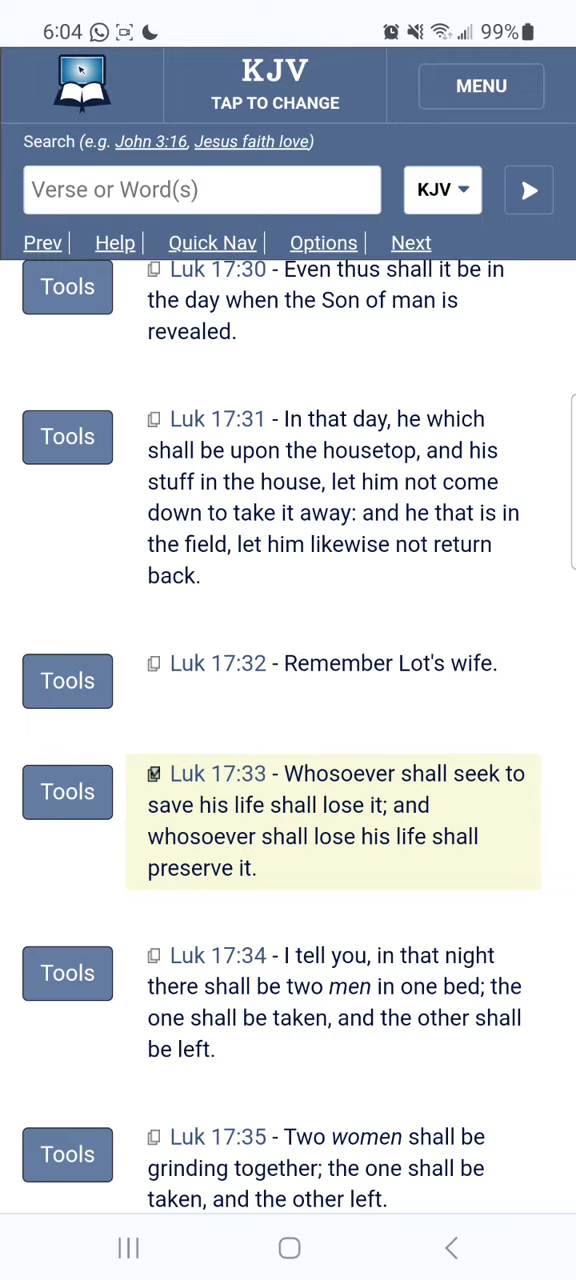 6:04 99%
KJV
TAP TO CHANGE
MENU
Search (e.g. John 3:16, Jesus faith love)
Verse or Word(s) KJV
Prev Help Quick Nav Options Next
Tools
Luk 17:30 - Even thus shall it be in
the day when the Son of man is
revealed.
Tools
Luk 17:31 - In that day, he which
shall be upon the housetop, and his
stuff in the house, let him not come
down to take it away: and he that is in
the field, let him likewise not return
back.
Tools
Luk 17:32 - Remember Lot's wife.
Tools
Luk 17:33 - Whosoever shall seek to
save his life shall lose it; and
whosoever shall lose his life shall
preserve it.
Tools
Luk 17:34 - I tell you, in that night
there shall be two men in one bed; the
one shall be taken, and the other shall
be left.
Tools
Luk 17:35 - Two women shall be
grinding together; the one shall be
taken, and the other left.